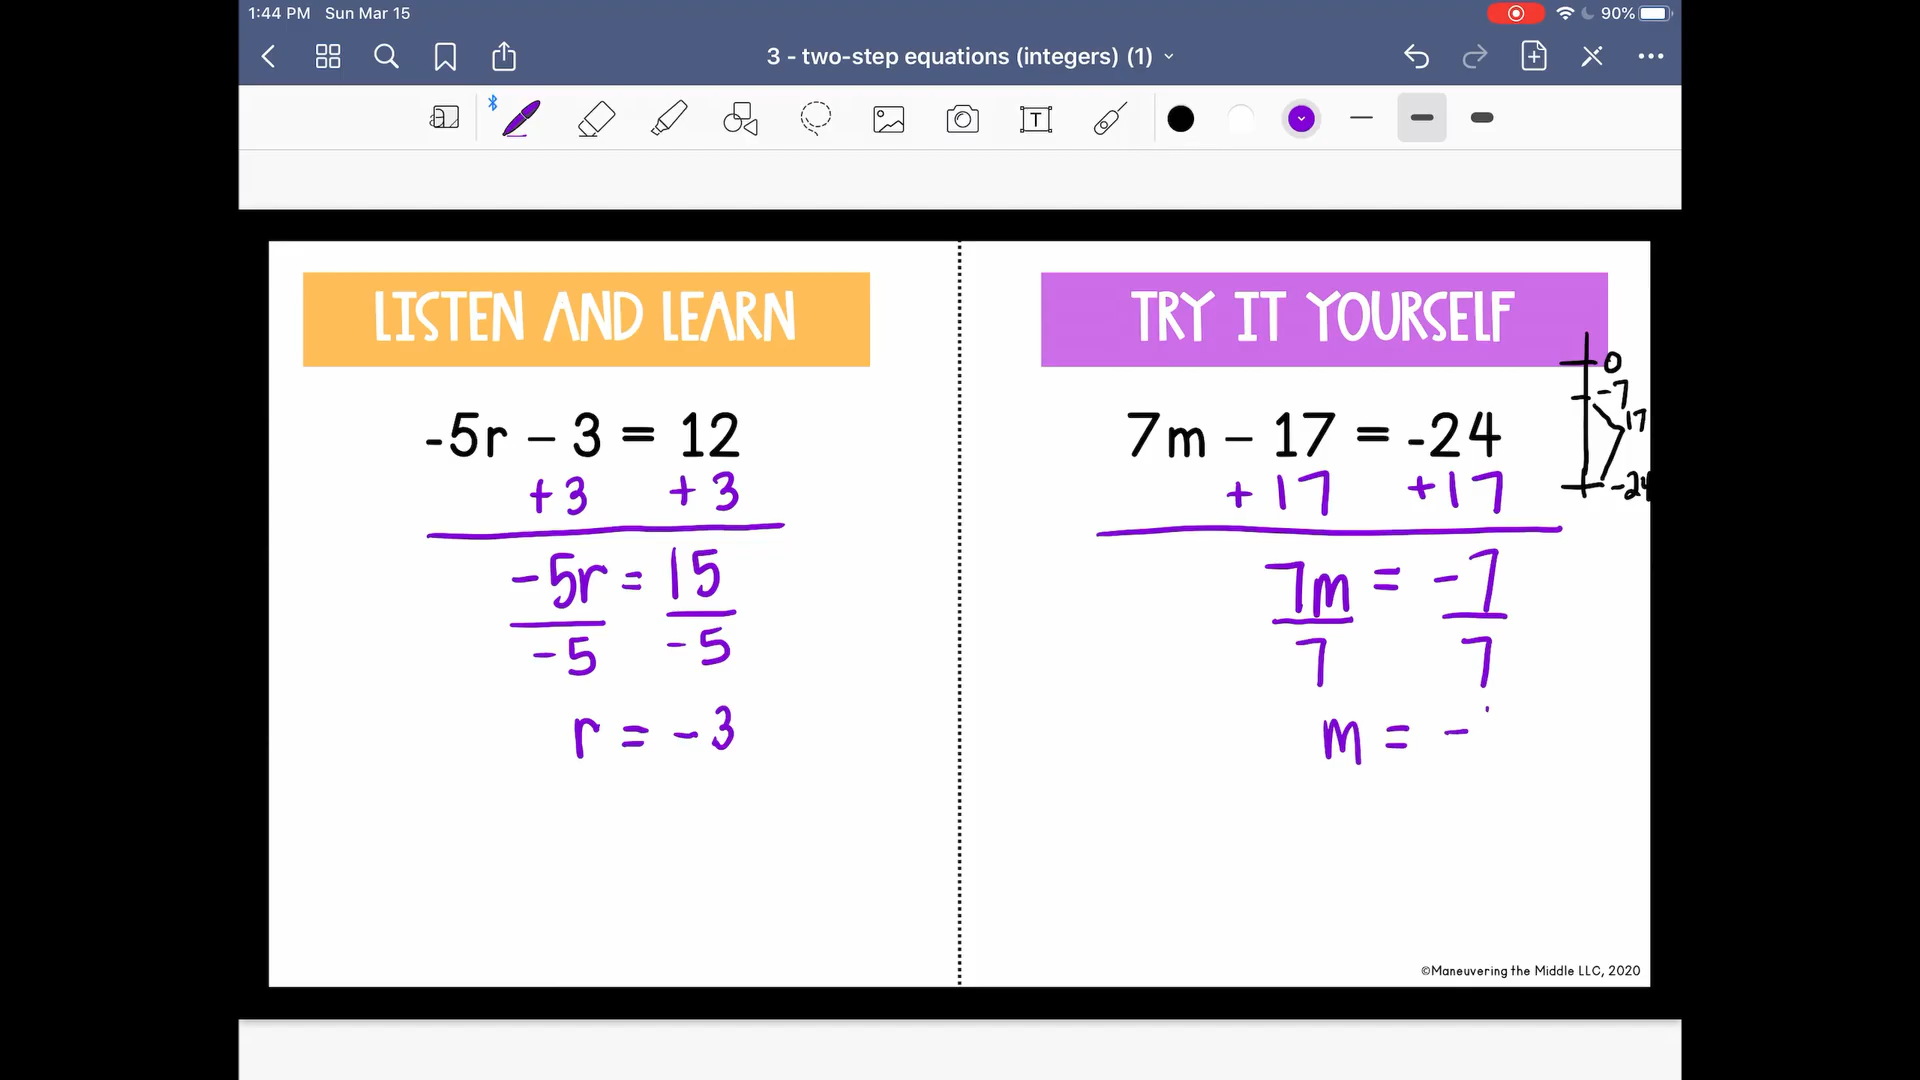 1:44 PM Sun Mar 15
90%
3 - two-step equations (integers) (1)
LISTEN AND LEARN
-5r – 3 = 12
+3 +3
-5r = 15
-5 -5
r = -3
TRY IT YOURSELF
7m – 17 = -24
+17 +17
7m = -7
7 7
m = -
0
-7
17
-24
©Maneuvering the Middle LLC, 2020